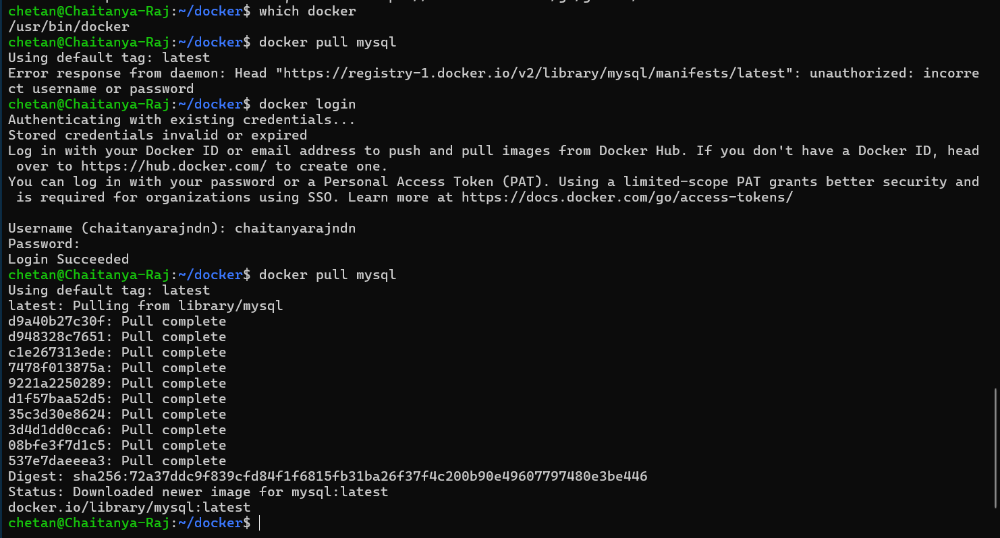 chetan@Chaitanya-Raj:~/docker$ which docker
/usr/bin/docker
chetan@Chaitanya-Raj:~/docker$ docker pull mysql
Using default tag: latest
Error response from daemon: Head "https://registry-1.docker.io/v2/library/mysql/manifests/latest": unauthorized: incorre
ct username or password
chetan@Chaitanya-Raj:~/docker$ docker login
Authenticating with existing credentials...
Stored credentials invalid or expired
Log in with your Docker ID or email address to push and pull images from Docker Hub. If you don't have a Docker ID, head
 over to https://hub.docker.com/ to create one.
You can log in with your password or a Personal Access Token (PAT). Using a limited-scope PAT grants better security and
 is required for organizations using SSO. Learn more at https://docs.docker.com/go/access-tokens/
Username (chaitanyarajndn): chaitanyarajndn
Password:
Login Succeeded
chetan@Chaitanya-Raj:~/docker$ docker pull mysql
Using default tag: latest
latest: Pulling from library/mysql
d9a40b27c30f: Pull complete
d948328c7651: Pull complete
c1e267313ede: Pull complete
7478f013875a: Pull complete
9221a2250289: Pull complete
d1f57baa52d5: Pull complete
35c3d30e8624: Pull complete
3d4d1dd0cca6: Pull complete
08bfe3f7d1c5: Pull complete
537e7daeeea3: Pull complete
Digest: sha256:72a37ddc9f839cfd84f1f6815fb31ba26f37f4c200b90e49607797480e3be446
Status: Downloaded newer image for mysql:latest
docker.io/library/mysql:latest
chetan@Chaitanya-Raj:~/docker$